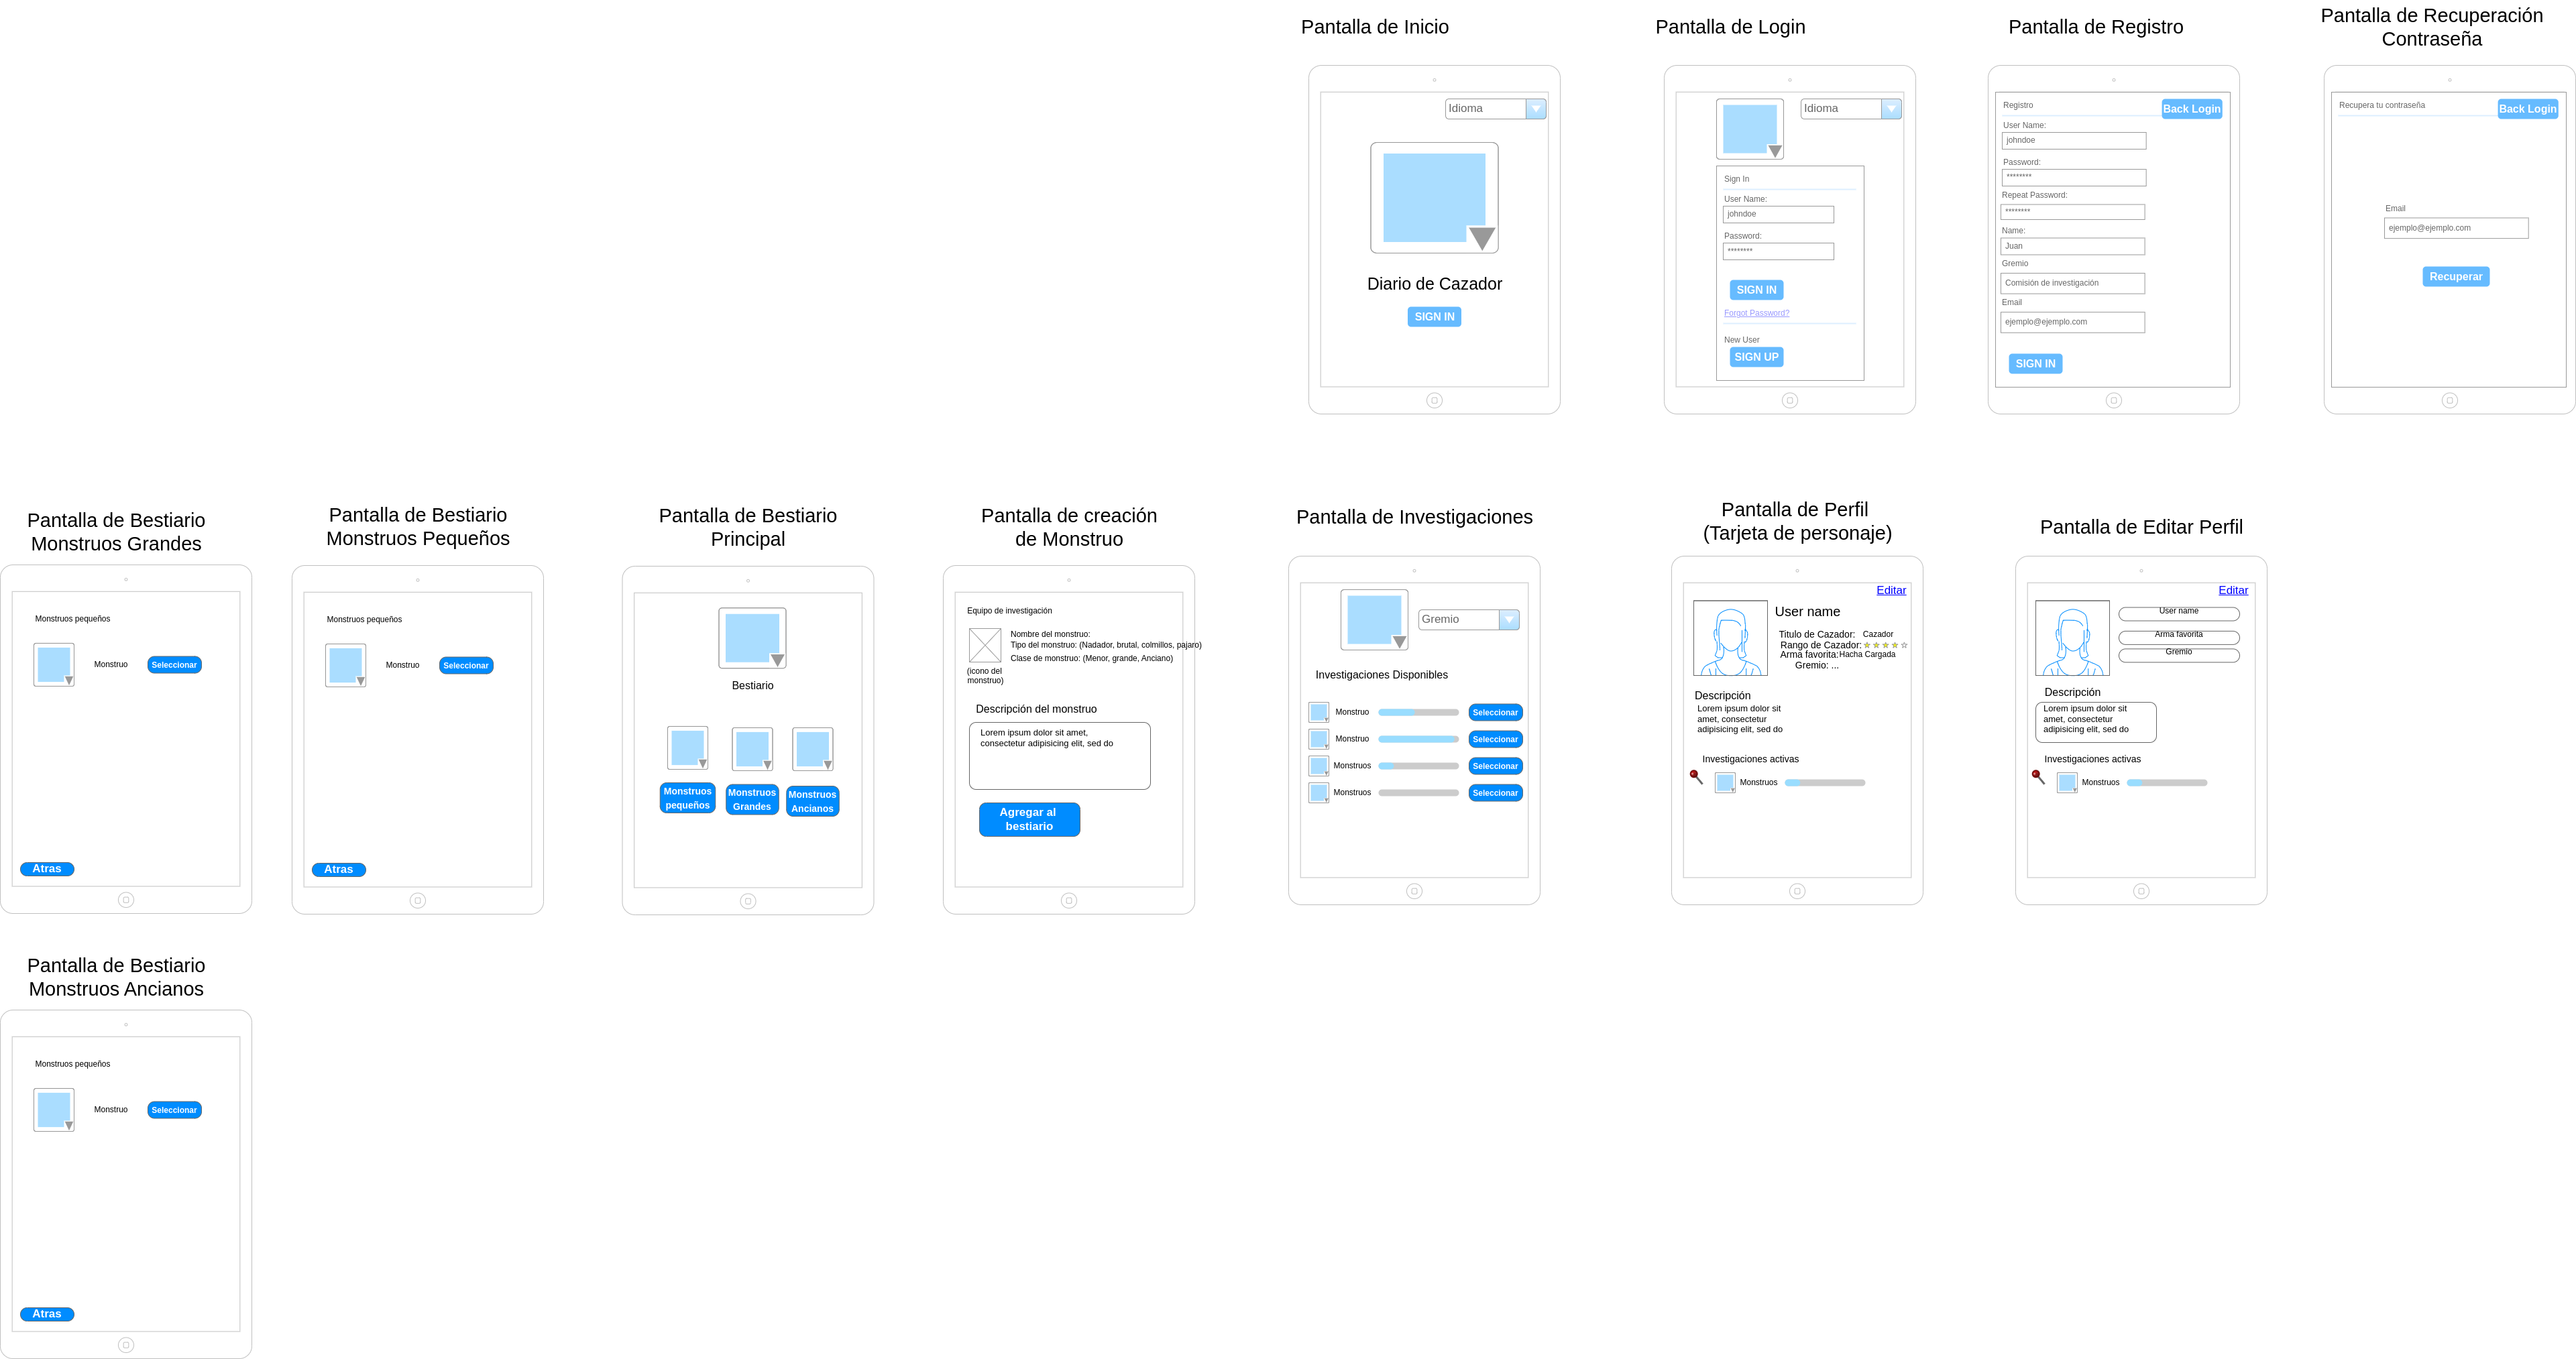 Pantalla de Inicio
Idioma
Diario de Cazador
SIGN IN
Pantalla de Login
Idioma
Sign In
User Name:
johndoe
Password:
********
SIGN IN
Forgot Password?
New User
SIGN UP
Pantalla de Registro
Registro
Back Login
User Name:
johndoe
Password:
********
Repeat Password:
********
Name:
Juan
Gremio
Comisión de investigación
Email
ejemplo@ejemplo.com
SIGN IN
Pantalla de Recuperación
Contraseña
Recupera tu contraseña
Back Login
Email
ejemplo@ejemplo.com
Recuperar
Pantalla de Bestiario
Monstruos Grandes
Monstruos pequeños
Monstruo
Seleccionar
Atras
Pantalla de Bestiario
Monstruos Pequeños
Monstruos pequeños
Monstruo
Seleccionar
Atras
Pantalla de Bestiario
Principal
Bestiario
Monstruos
pequeños
Monstruos
Grandes
Monstruos
Ancianos
Pantalla de creación
de Monstruo
Equipo de investigación
Nombre del monstruo:
Tipo del monstruo: (Nadador, brutal, colmillos, pajaro)
Clase de monstruo: (Menor, grande, Anciano)
(icono del
monstruo)
Descripción del monstruo
Lorem ipsum dolor sit amet,
consectetur adipisicing elit, sed do
Agregar al
bestiario
Pantalla de Investigaciones
Gremio
Investigaciones Disponibles
Monstruo
Seleccionar
Monstruo
Seleccionar
Monstruos
Seleccionar
Monstruos
Seleccionar
Pantalla de Perfil
(Tarjeta de personaje)
Editar
User name
Titulo de Cazador: Cazador
Rango de Cazador:
Arma favorita: Hacha Cargada
Gremio: ...
Descripción
Lorem ipsum dolor sit
amet, consectetur
adipisicing elit, sed do
Investigaciones activas
Monstruos
Pantalla de Editar Perfil
Editar
User name
Arma favorita
Gremio
Descripción
Lorem ipsum dolor sit
amet, consectetur
adipisicing elit, sed do
Investigaciones activas
Monstruos
Pantalla de Bestiario
Monstruos Ancianos
Monstruos pequeños
Monstruo
Seleccionar
Atras